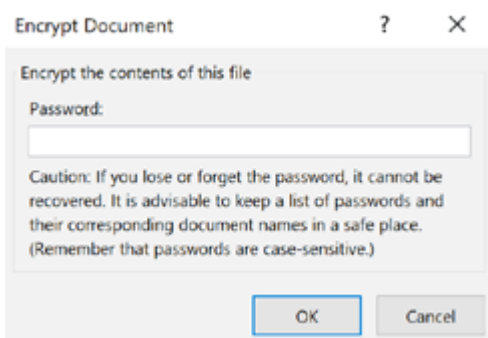 Encrypt Document ? ×
Encrypt the contents of this file
Password:
Caution: If you lose or forget the password, it cannot be
recovered. It is advisable to keep a list of passwords and
their corresponding document names in a safe place.
(Remember that passwords are case-sensitive.)
OK Cancel